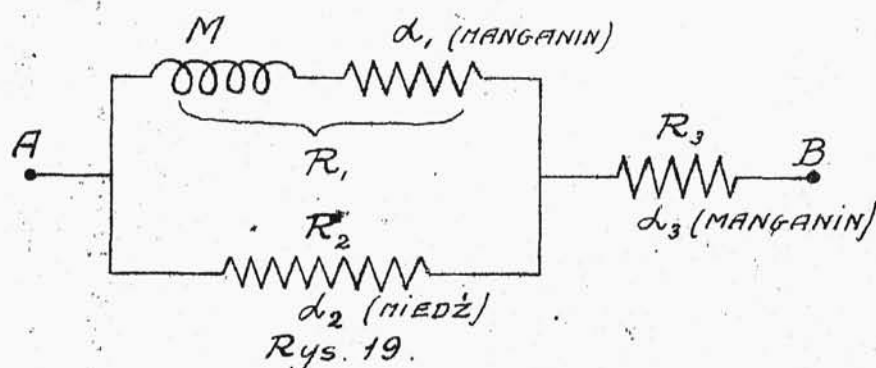 M α₁ (MANGANIN)
A R₁ R₃ B
R₂ α₃ (MANGANIN)
α₂ (MIEDŹ)
Rys. 19.